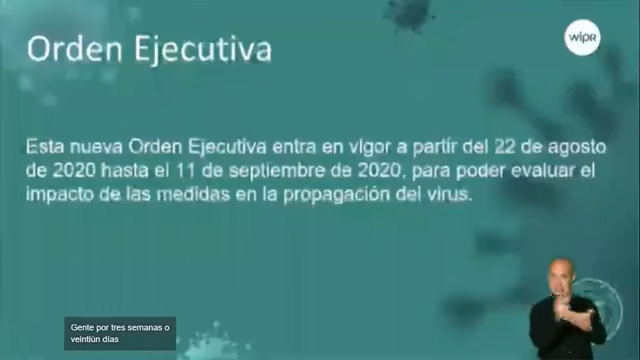 Orden Ejecutiva
wipr
Esta nueva Orden Ejecutiva entra en vigor a partir del 22 de agosto
de 2020 hasta el 11 de septiembre de 2020, para poder evaluar el
impacto de las medidas en la propagación del virus.
Gente por tres semanas o
veintiún días